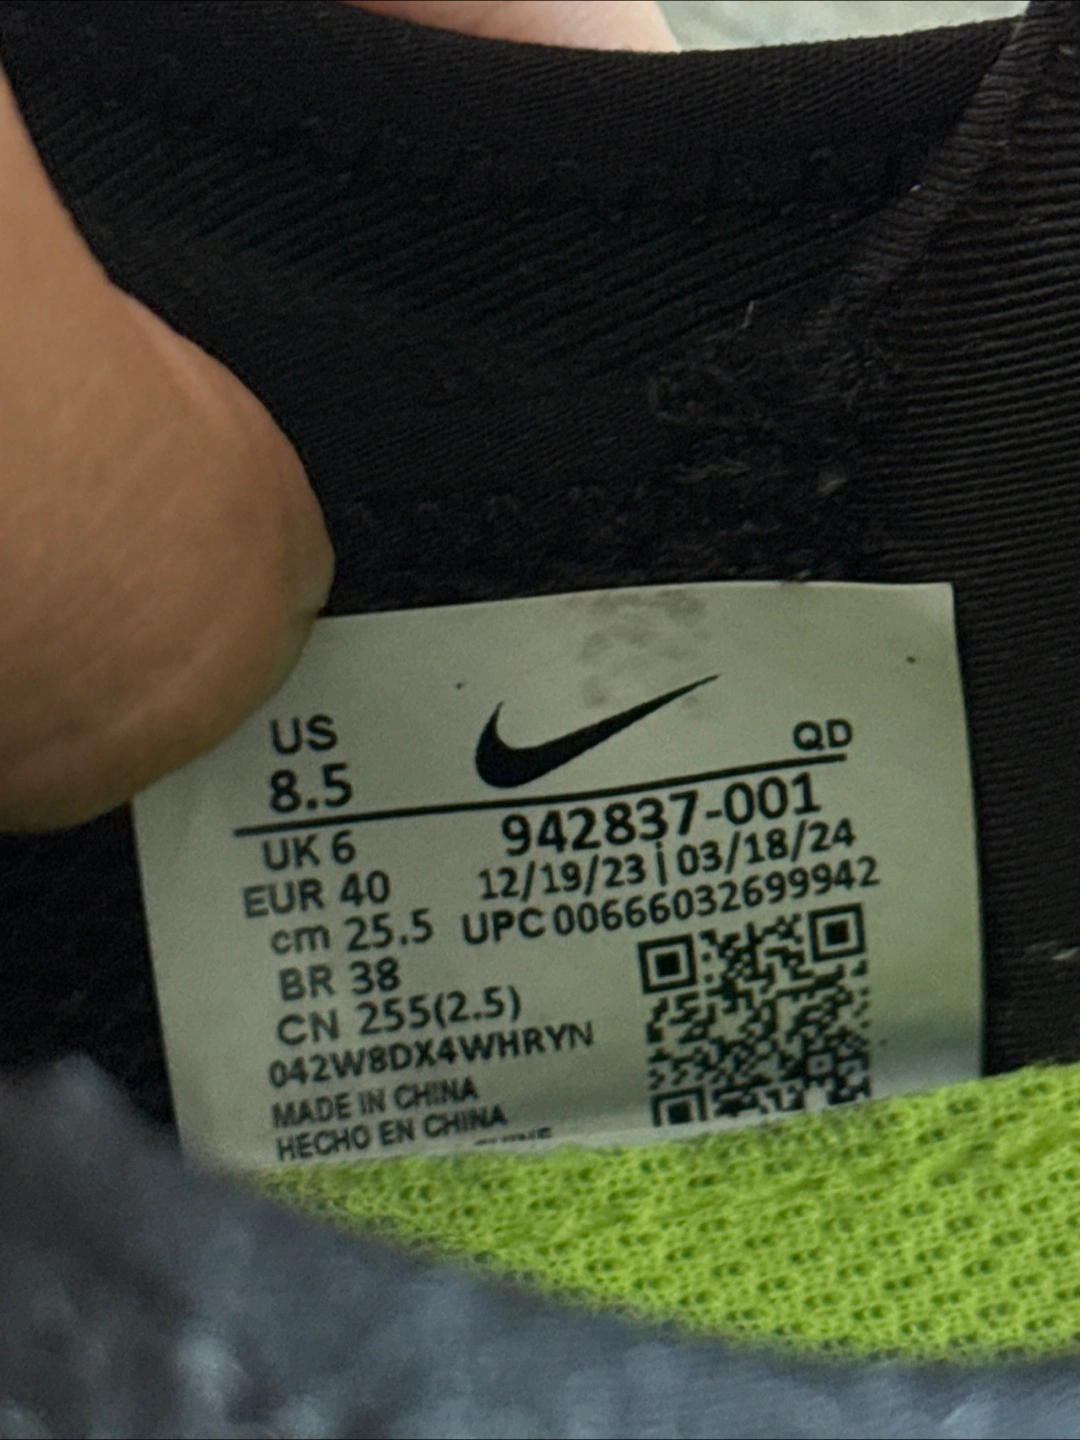 US
8.5
QD
UK 6
942837-001
EUR 40
12/19/23 | 03/18/24
cm 25.5
UPC 00666032699942
BR 38
CN 255(2.5)
042W8DX4WHRYN
MADE IN CHINA
HECHO EN CHINA